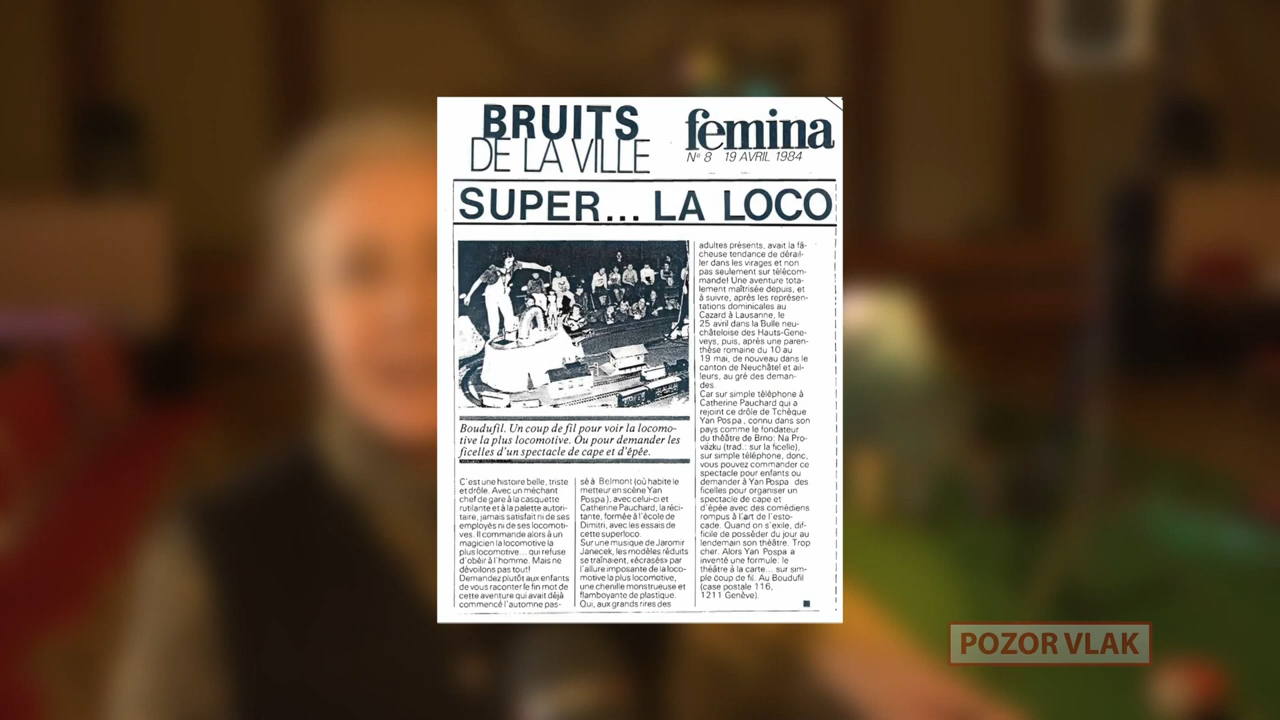 BRUITS
DE LA VILLE
femina
Nº 8 19 AVRIL 1984
SUPER... LA LOCO
Boudufil. Un coup de fil pour voir la locomo-
tive la plus locomotive. Ou pour demander les
ficelles d'un spectacle de cape et d'épée.
C'est une histoire belle, triste
et drôle. Avec un méchant
chef de gare à la casquette
rutilante et à la palette autori-
taire, jamais satisfait ni de ses
employés ni de ses locomoti-
ves. Il commande alors à un
magicien la locomotive la
plus locomotive... qui refuse
d'obéir à l'homme. Mais ne
dévoilons pas tout!
Demandez plutôt aux enfants
de vous raconter le fin mot de
cette aventure qui avait déjà
commencé l'automne pas-
sé à Belmont (où habite le
metteur en scène Yan
Pospa), avec celui-ci et
Catherine Pauchard, la réci-
tante, formée à l'école de
Dimitri, avec les essais de
cette superloco.
Sur une musique de Jaromir
Janecek, les modèles réduits
se traînaient, «écrasés» par
l'allure imposante de la loco-
motive la plus locomotive,
une chenille monstrueuse et
flamboyante de plastique.
Qui, aux grands rires des
adultes présents, avait la fâ-
cheuse tendance de dérail-
ler dans les virages et non
pas seulement sur télécom-
mande! Une aventure tota-
lement maîtrisée depuis, et
à suivre, après les représen-
tations dominicales au
Cazard à Lausanne, le
25 avril dans la Bulle neu-
châteloise des Hauts-Gene-
veys, puis, après une paren-
thèse romaine du 10 au
19 mai, de nouveau dans le
canton de Neuchâtel et ail-
leurs, au gré des deman-
des.
Car sur simple téléphone à
Catherine Pauchard qui a
rejoint ce drôle de Tchèque
Yan Pospa, connu dans son
pays comme le fondateur
du théâtre de Brno: Na Pro-
vázku (trad.: sur la ficelle),
sur simple téléphone, donc,
vous pouvez commander ce
spectacle pour enfants ou
demander à Yan Pospa des
ficelles pour organiser un
spectacle de cape et
d'épée avec des comédiens
rompus à l'art de l'esto-
cade. Quand on s'exile, dif-
ficile de posséder du jour au
lendemain son théâtre. Trop
cher. Alors Yan Pospa a
inventé une formule: le
théâtre à la carte... sur sim-
ple coup de fil. Au Boudufil
(case postale 116,
1211 Genève).
POZOR VLAK